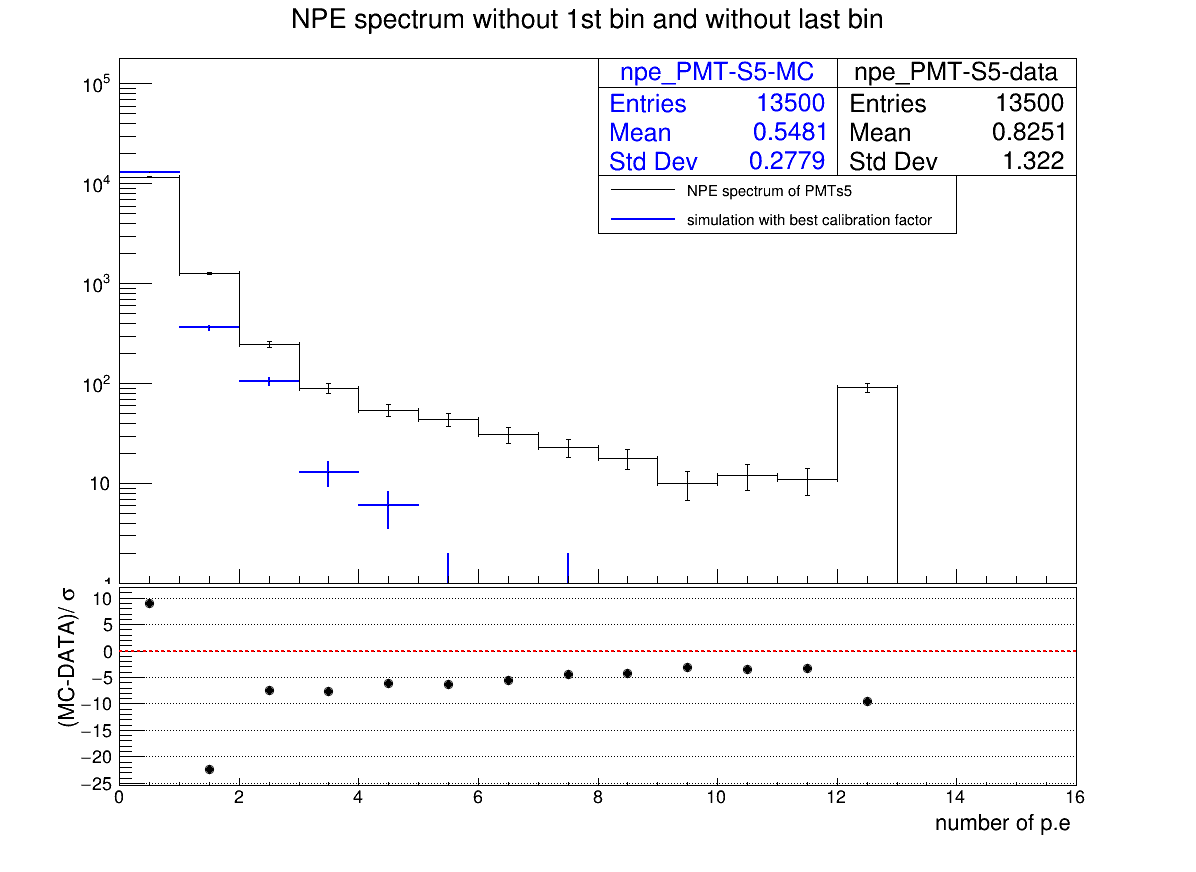 NPE spectrum without 1st bin and without last bin
npe_PMT-S5-MC npe_PMT-S5-data
Entries 13500 Entries 13500
Mean 0.5481 Mean 0.8251
Std Dev 0.2779 Std Dev 1.322
NPE spectrum of PMTs5
simulation with best calibration factor
10^5
10^4
10^3
10^2
10
1
(MC-DATA)/ σ
10
5
0
−5
−10
−15
−20
−25
0 2 4 6 8 10 12 14 16
number of p.e